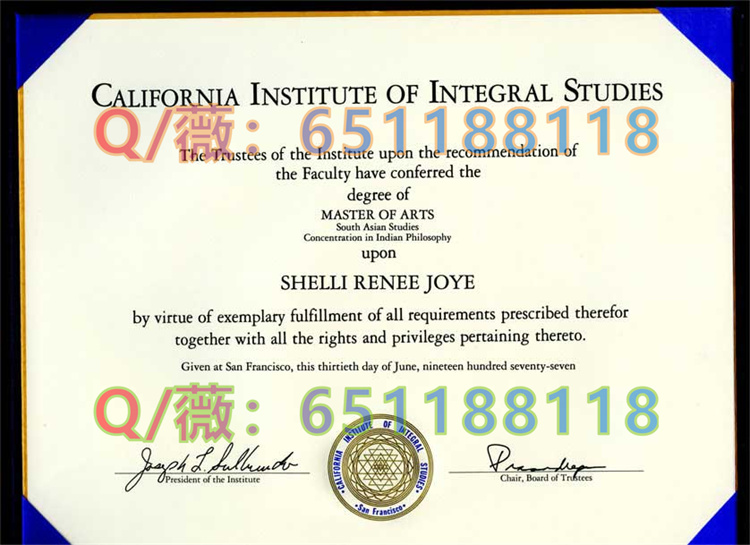 CALIFORNIA INSTITUTE OF INTEGRAL STUDIES
Q/薇：651188118
The Trustees of the Institute upon the recommendation of
the Faculty have conferred the
degree of
MASTER OF ARTS
South Asian Studies
Concentration in Indian Philosophy
upon
SHELLI RENEE JOYE
by virtue of exemplary fulfillment of all requirements prescribed therefor
together with all the rights and privileges pertaining thereto.
Given at San Francisco, this thirtieth day of June, nineteen hundred seventy-seven
Q/薇：651188118
CALIFORNIA INSTITUTE OF INTEGRAL STUDIES
San Francisco
President of the Institute
Chair, Board of Trustees